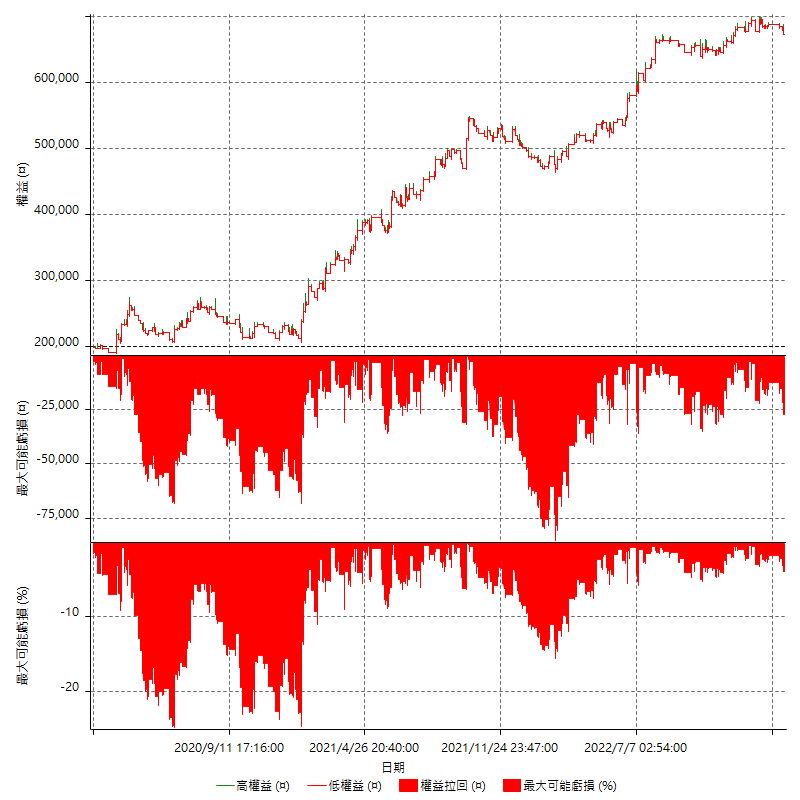 600,000
500,000
400,000
300,000
200,000
權益 (¤)
-25,000
-50,000
-75,000
最大可能虧損 (¤)
-10
-20
最大可能虧損 (%)
2020/9/11 17:16:00 2021/4/26 20:40:00 2021/11/24 23:47:00 2022/7/7 02:54:00
日期
高權益 (¤) 低權益 (¤) 權益拉回 (¤) 最大可能虧損 (%)